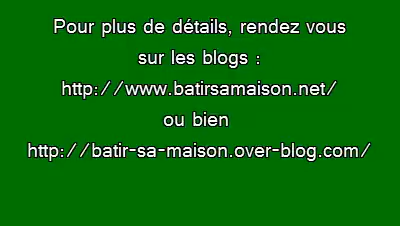 Pour plus de détails, rendez vous
sur les blogs :
http://www.batirsamaison.net/
ou bien
http://batir-sa-maison.over-blog.com/